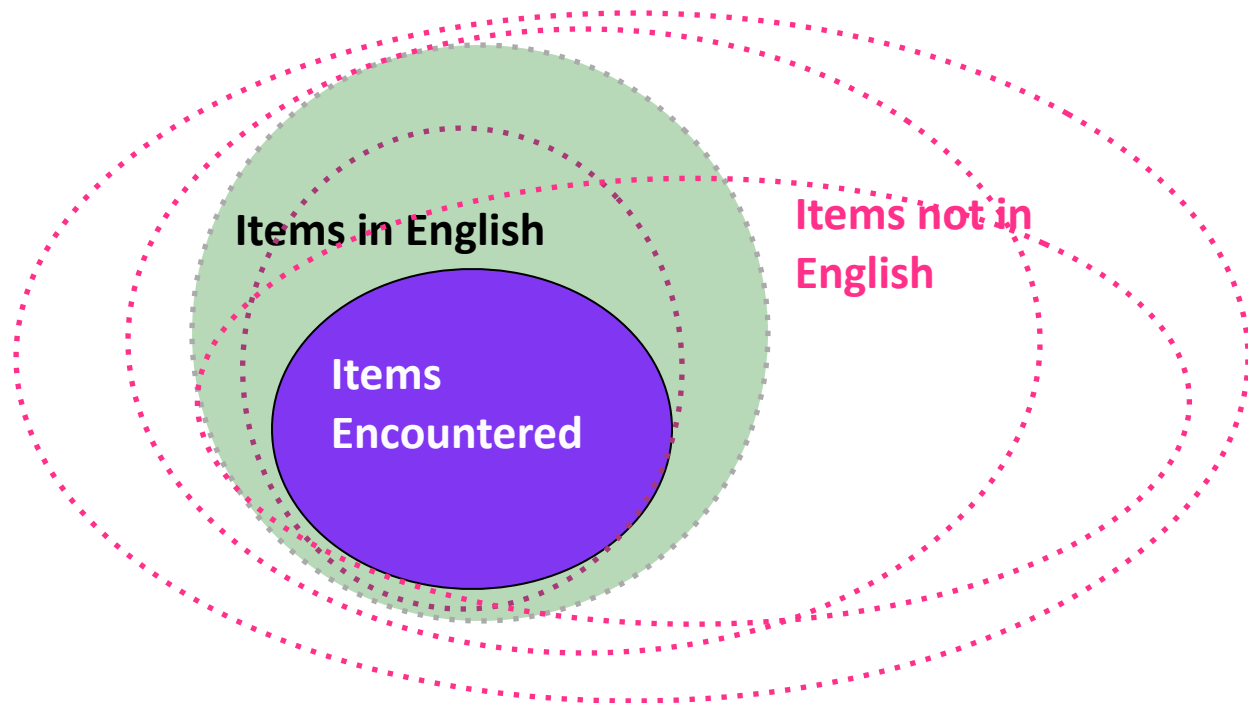 Items in English
Items not in
English
Items
Encountered